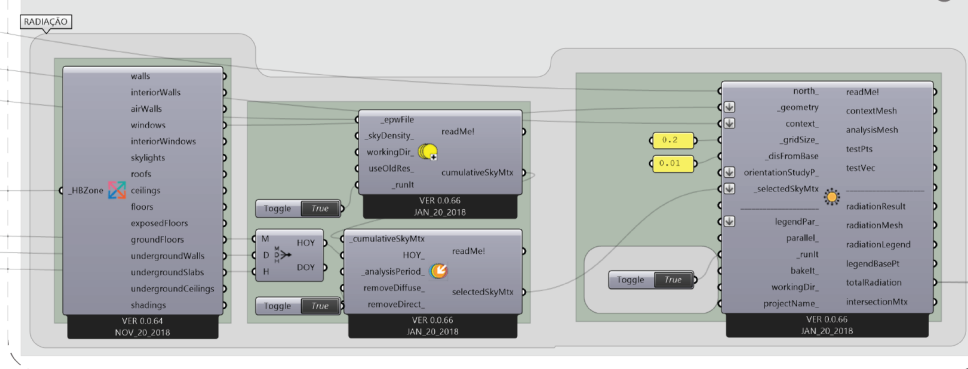 RADIAÇÃO
_HBZone
walls
interiorWalls
airWalls
windows
interiorWindows
skylights
roofs
ceilings
floors
exposedFloors
groundFloors
undergroundWalls
undergroundSlabs
undergroundCeilings
shadings
VER 0.0.64
NOV_20_2018
_epwFile
_skyDensity_
workingDir_
useOldRes_
_runIt
readMe!
cumulativeSkyMtx
VER 0.0.66
JAN_20_2018
Toggle True
M
D
H
M
D
H
HOY
DOY
Toggle True
_cumulativeSkyMtx
HOY_
_analysisPeriod_
removeDiffuse_
removeDirect_
readMe!
selectedSkyMtx
VER 0.0.66
JAN_20_2018
0.2
0.01
Toggle True
north_
_geometry
context_
_gridSize_
_disFromBase
orientationStudyP_
_selectedSkyMtx
legendPar_
parallel_
_runIt
bakeIt_
workingDir_
projectName_
readMe!
contextMesh
analysisMesh
testPts
testVec
radiationResult
radiationMesh
radiationLegend
legendBasePt
totalRadiation
intersectionMtx
VER 0.0.66
JAN_20_2018